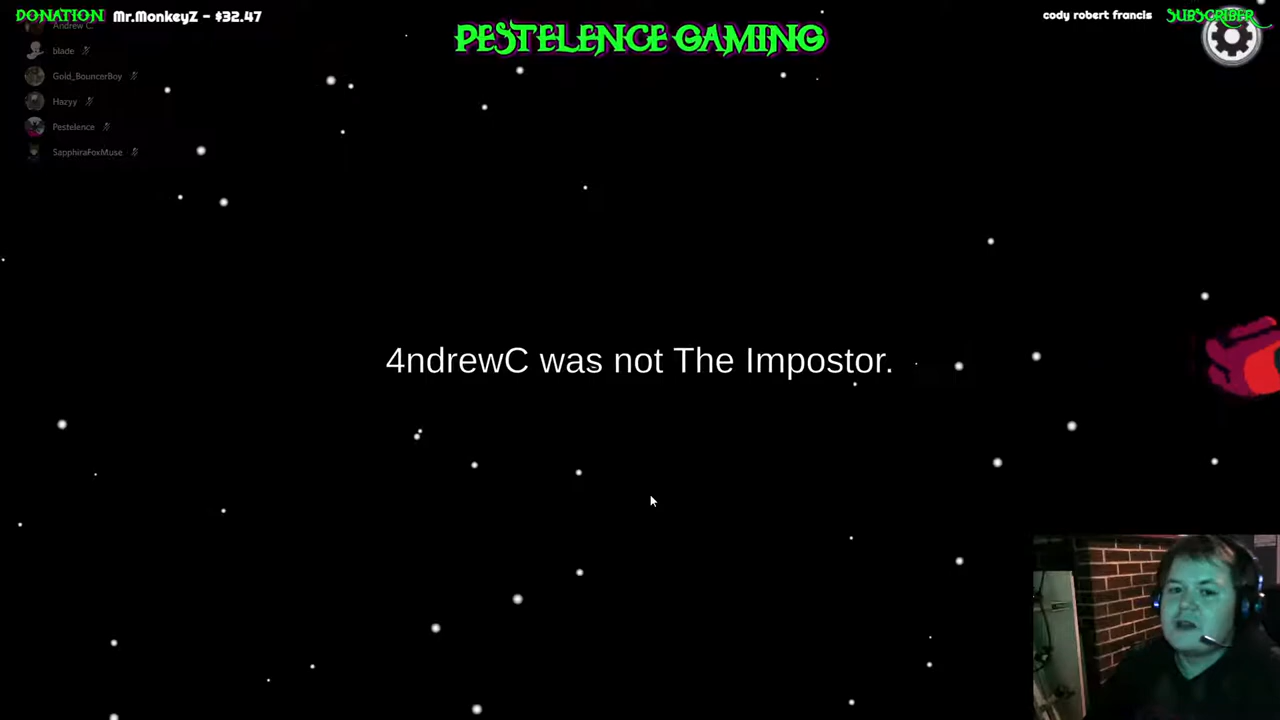 DONATION Mr.MonkeyZ - $32.47
PESTELENCE GAMING
cody robert francis SUBSCRIBER
Andrew C.
blade
Gold_BouncerBoy
Hazyy
Pestelence
SapphiraFoxMuse
4ndrewC was not The Impostor.